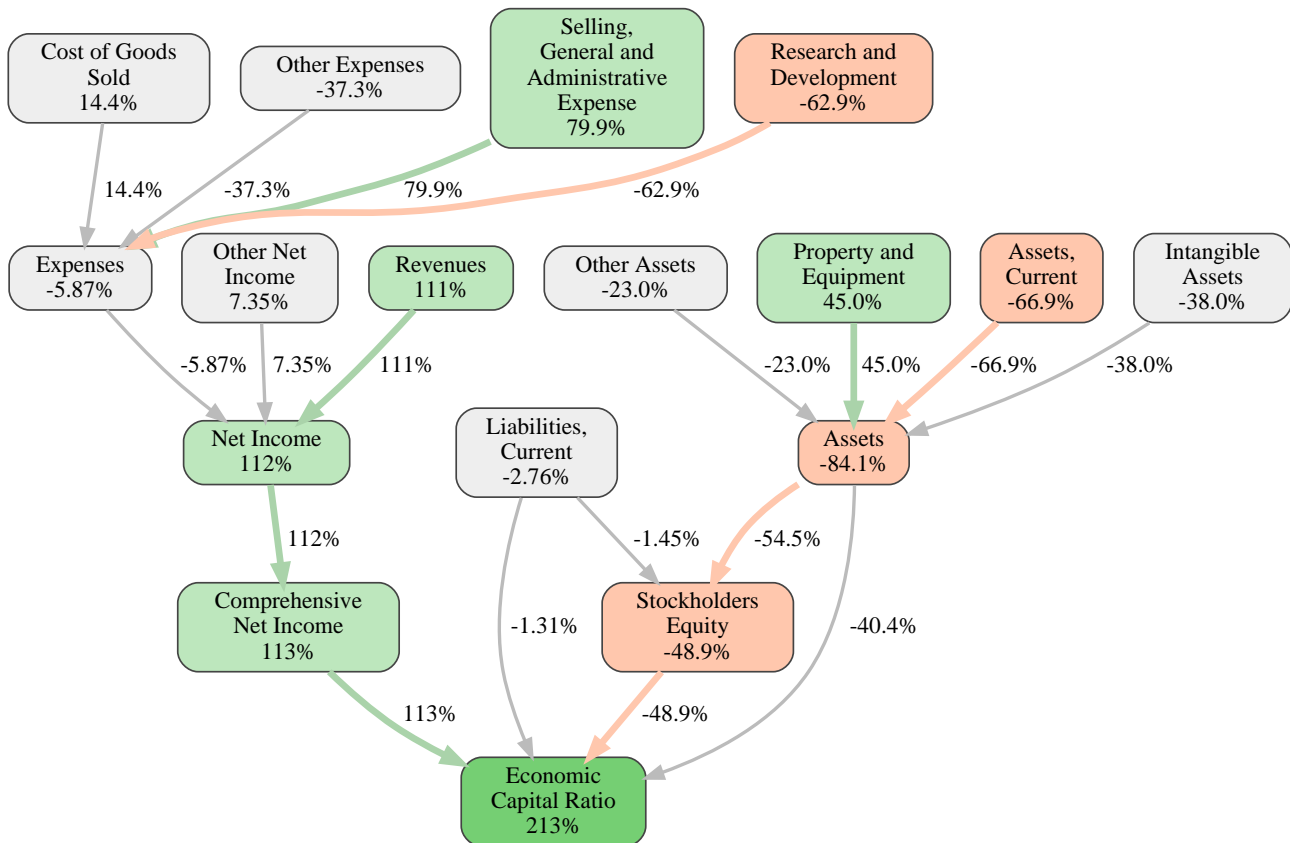 Cost of Goods
Sold
14.4%
Other Expenses
-37.3%
Selling,
General and
Administrative
Expense
79.9%
Research and
Development
-62.9%
14.4%
-37.3%
79.9%
-62.9%
Expenses
-5.87%
Other Net
Income
7.35%
Revenues
111%
Other Assets
-23.0%
Property and
Equipment
45.0%
Assets,
Current
-66.9%
Intangible
Assets
-38.0%
-5.87%
7.35%
111%
-23.0%
45.0%
-66.9%
-38.0%
Net Income
112%
Liabilities,
Current
-2.76%
Assets
-84.1%
112%
-1.45%
-54.5%
Comprehensive
Net Income
113%
-1.31%
Stockholders
Equity
-48.9%
-40.4%
113%
-48.9%
Economic
Capital Ratio
213%